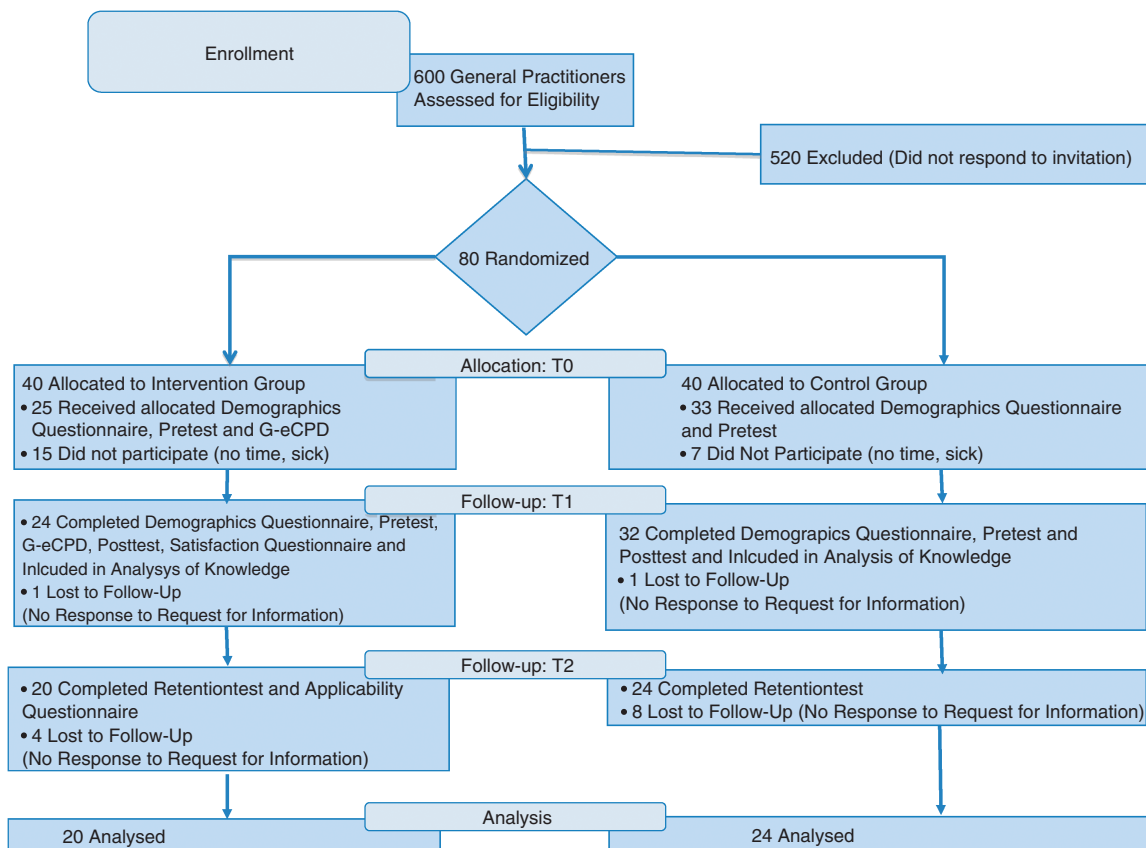 Enrollment
600 General Practitioners
Assessed for Eligibility
520 Excluded (Did not respond to invitation)
80 Randomized
Allocation: T0
40 Allocated to Intervention Group
• 25 Received allocated Demographics
Questionnaire, Pretest and G-eCPD
• 15 Did not participate (no time, sick)
40 Allocated to Control Group
• 33 Received allocated Demographics Questionnaire
and Pretest
• 7 Did Not Participate (no time, sick)
Follow-up: T1
• 24 Completed Demographics Questionnaire, Pretest,
G-eCPD, Posttest, Satisfaction Questionnaire and
Inlcuded in Analysys of Knowledge
• 1 Lost to Follow-Up
(No Response to Request for Information)
32 Completed Demograpics Questionnaire, Pretest and
Posttest and Inlcuded in Analysis of Knowledge
• 1 Lost to Follow-Up
(No Response to Request for Information)
Follow-up: T2
• 20 Completed Retentiontest and Applicability
Questionnaire
• 4 Lost to Follow-Up
(No Response to Request for Information)
• 24 Completed Retentiontest
• 8 Lost to Follow-Up (No Response to Request for Information)
Analysis
20 Analysed
24 Analysed